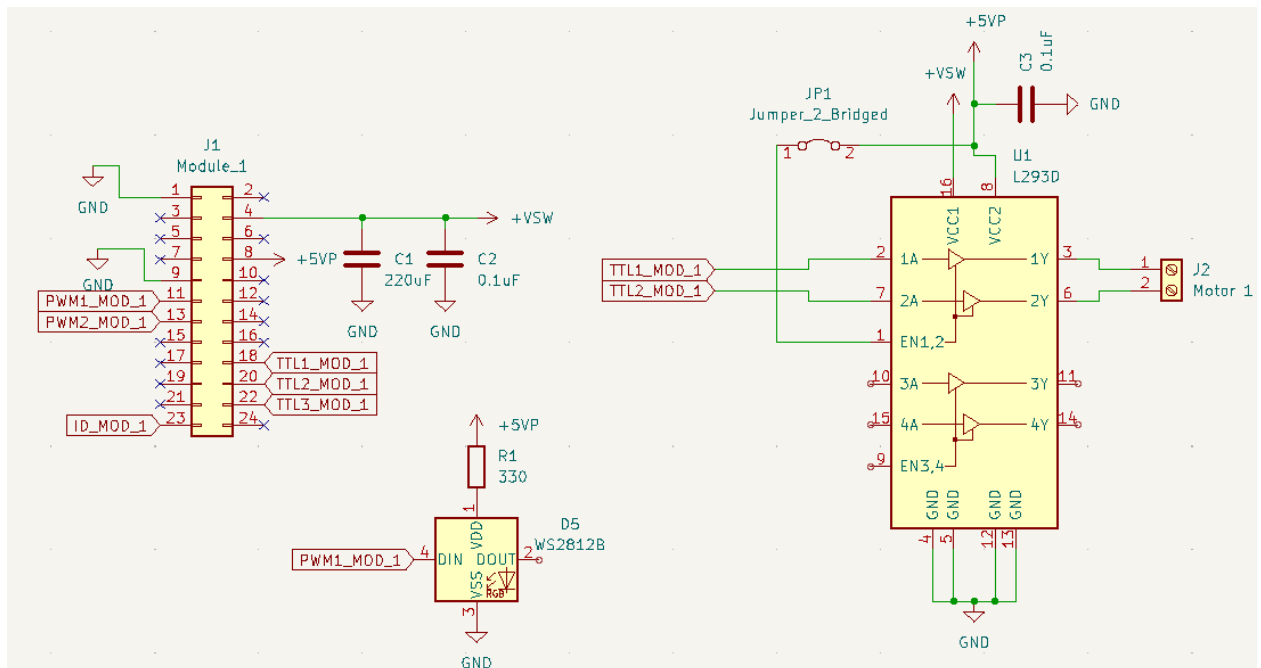 +5VP
C3
0.1uF
+VSW
GND
JP1
Jumper_2_Bridged
1 2
U1
L293D
16 8
VCC1 VCC2
J1
Module_1
GND
1 2
3 4
+VSW
5 6
7 8
+5VP
GND
9 10
PWM1_MOD_1 11 12
PWM2_MOD_1 13 14
15 16
17 18 TTL1_MOD_1
19 20 TTL2_MOD_1
21 22 TTL3_MOD_1
ID_MOD_1 23 24
C1
220uF
GND
C2
0.1uF
GND
TTL1_MOD_1
TTL2_MOD_1
2 1A 1Y 3
7 2A 2Y 6
1 EN1,2
10 3A 3Y 11
15 4A 4Y 14
9 EN3,4
GND GND GND GND
4 5 12 13
GND
1
2
J2
Motor 1
+5VP
R1
330
1
VDD
D5
WS2812B
PWM1_MOD_1 4 DIN DOUT 2
VSS
RGB
3
GND